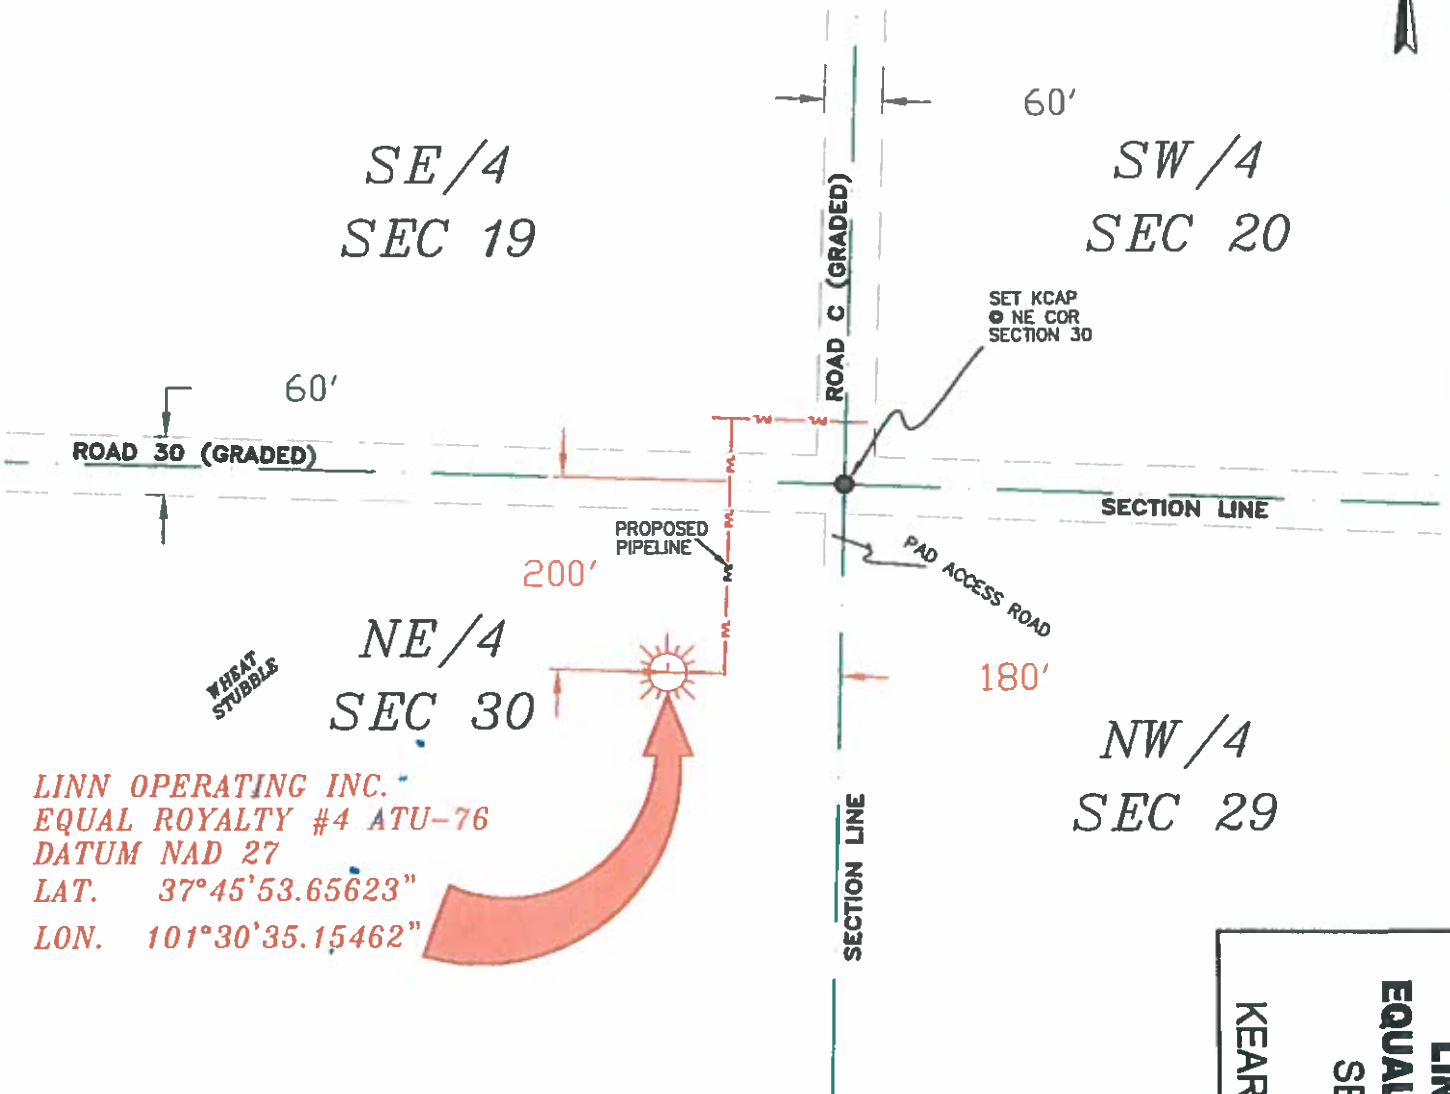 60'
SE/4
SEC 19
SW/4
SEC 20
ROAD C (GRADED)
SET KCAP
@ NE COR
SECTION 30
60'
ROAD 30 (GRADED)
SECTION LINE
PROPOSED
PIPELINE
200'
PAD ACCESS ROAD
NE/4
SEC 30
WHEAT
STUBBLE
180'
NW/4
SEC 29
LINN OPERATING INC.
EQUAL ROYALTY #4 ATU-76
DATUM NAD 27
LAT. 37°45'53.65623"
LON. 101°30'35.15462"
SECTION LINE
LIN
EQUAL
SE
KEAR